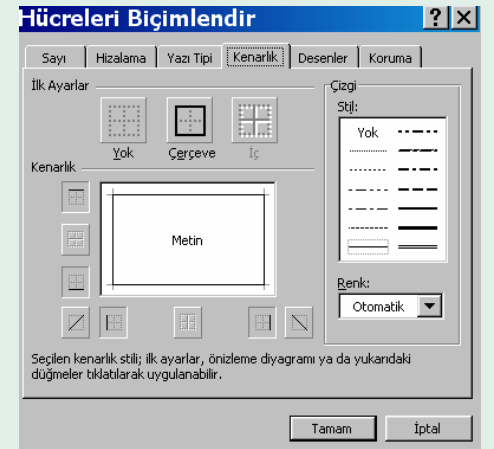 Hücreleri Biçimlendir
Sayı Hizalama Yazı Tipi Kenarlık Desenler Koruma
İlk Ayarlar
Yok Çerçeve İç
Kenarlık
Metin
Çizgi
Stil:
Yok
Renk:
Otomatik
Seçilen kenarlık stili; ilk ayarlar, önizleme diyagramı ya da yukarıdaki
düğmeler tıklatılarak uygulanabilir.
Tamam İptal